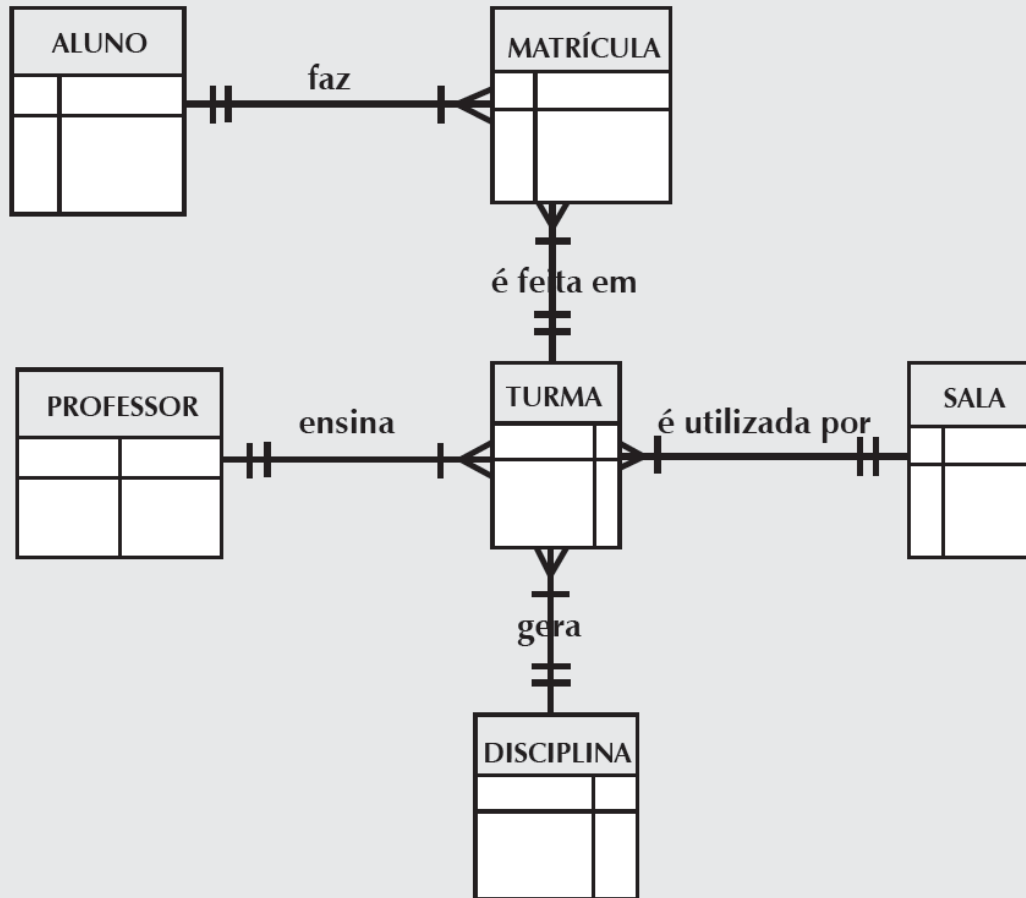 ALUNO
faz
MATRÍCULA
é feita em
PROFESSOR
ensina
TURMA
é utilizada por
SALA
gera
DISCIPLINA